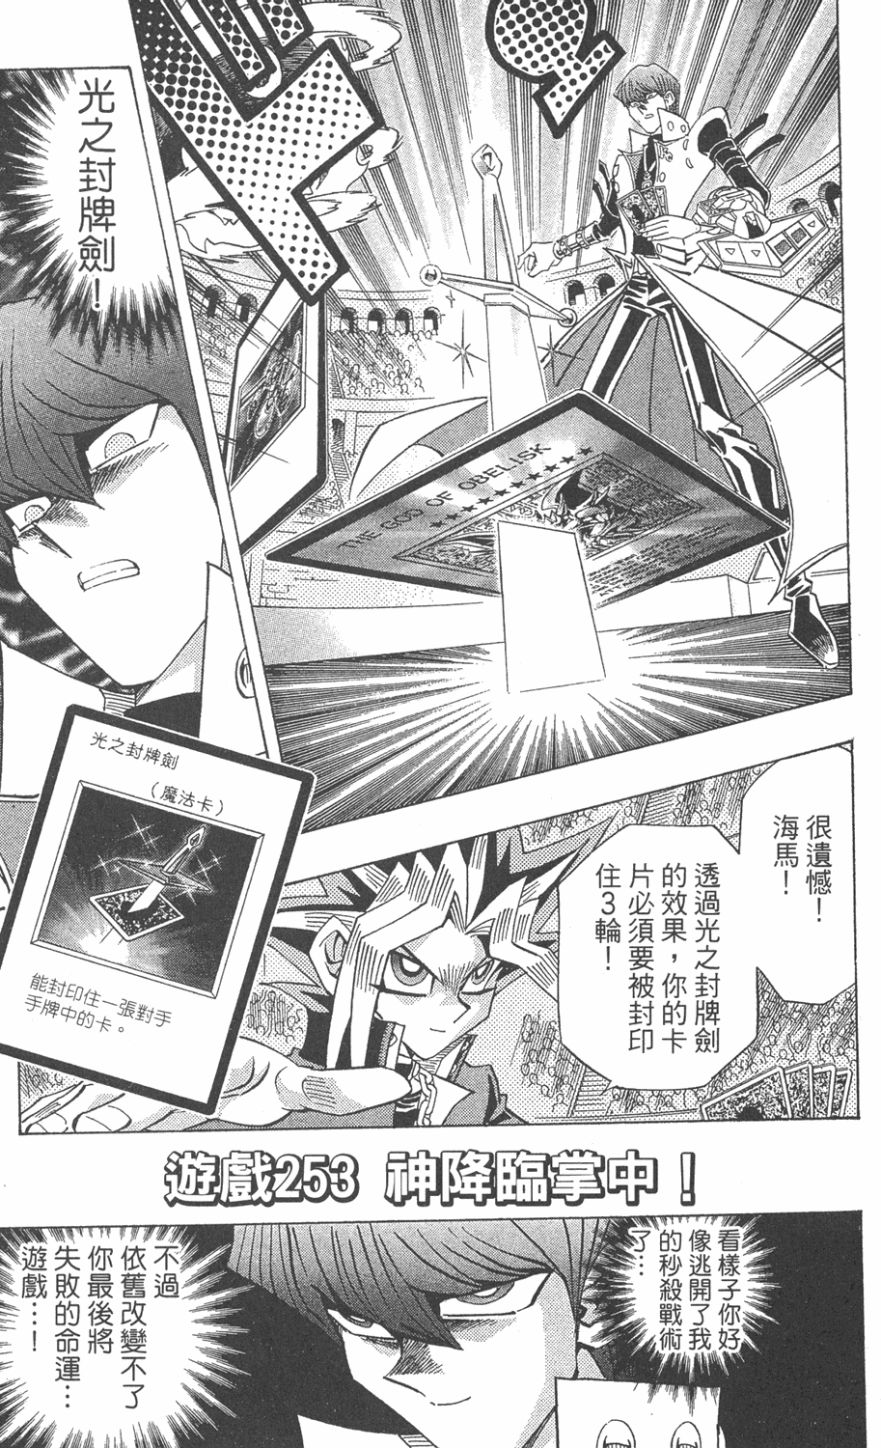 ドン
THE GOD OF OBELISK
光之封牌劍！
很遺憾！
海馬！
透過光之封牌劍
的效果，你的卡
片必須要被封印
住3輪！
光之封牌劍
（魔法卡）
能封印住一張對手
手牌中的卡。
遊戲253 神降臨掌中！
看樣子你好
像逃開了我
的秒殺戰術
了…
不過
依舊改變不了
你最後將
失敗的命運…
遊戲…！